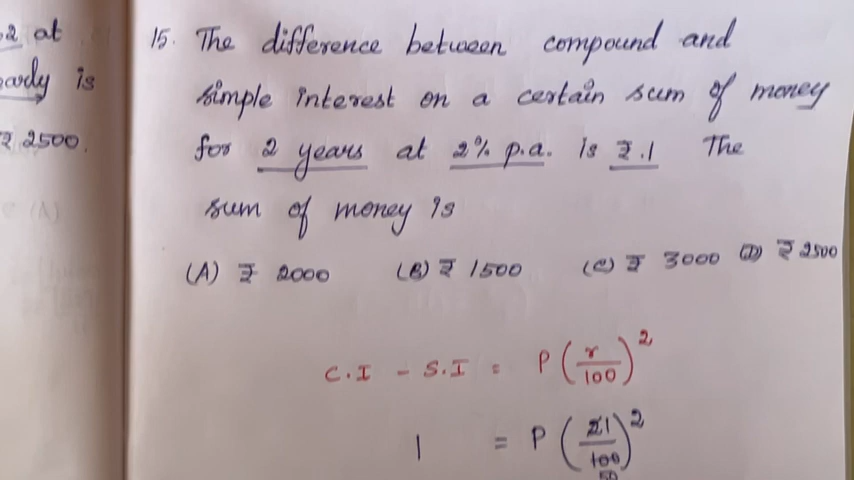 .2 at
is
₹ 2500.
15. The difference between compound and
simple interest on a certain sum of money
for 2 years at 2% p.a. is ₹.1 The
sum of money is
(A) ₹ 2000 (B) ₹ 1500 (C) ₹ 3000 (D) ₹ 2500
C.I - S.I = P(r/100)^2
1 = P(21/100)^2
50